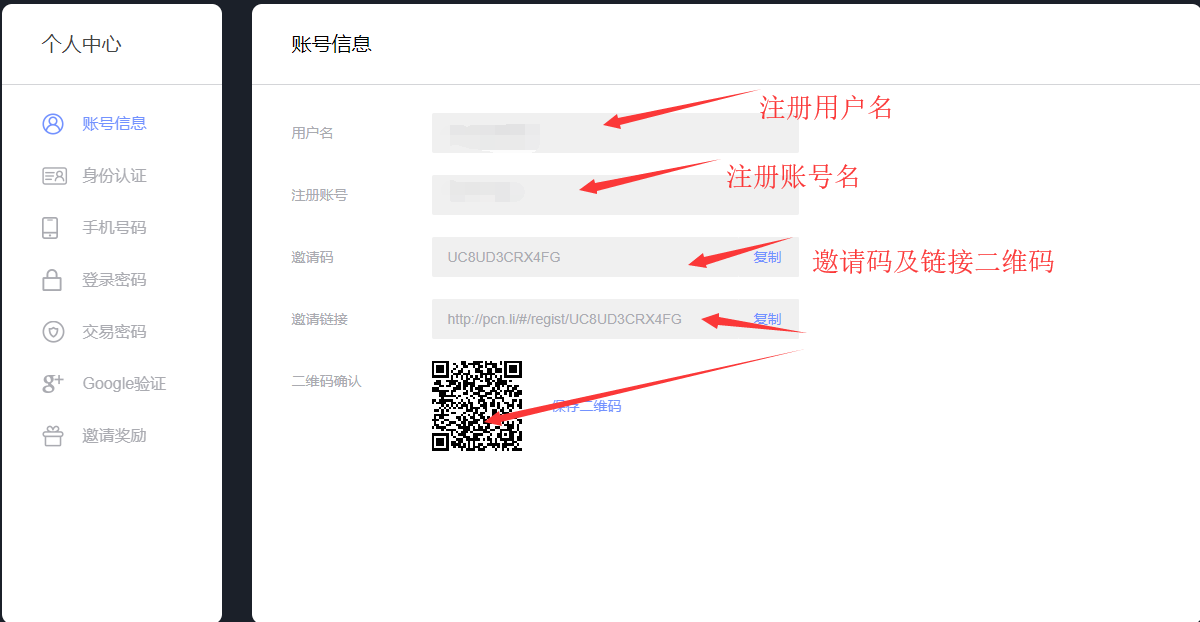 个人中心
账号信息
身份认证
手机号码
登录密码
交易密码
Google验证
邀请奖励
账号信息
用户名
注册用户名
注册账号
注册账号名
邀请码
UC8UD3CRX4FG
复制
邀请码及链接二维码
邀请链接
http://pcn.li/#/regist/UC8UD3CRX4FG
复制
二维码确认
保存二维码